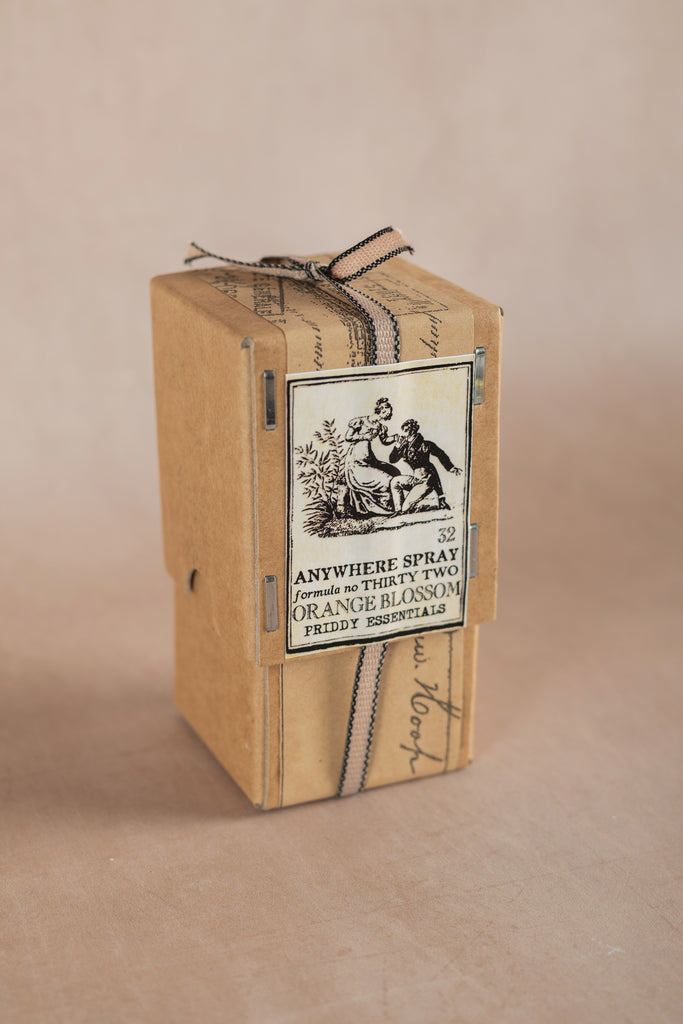 32
ANYWHERE SPRAY
formula no THIRTY TWO
ORANGE BLOSSOM
PRIDDY ESSENTIALS